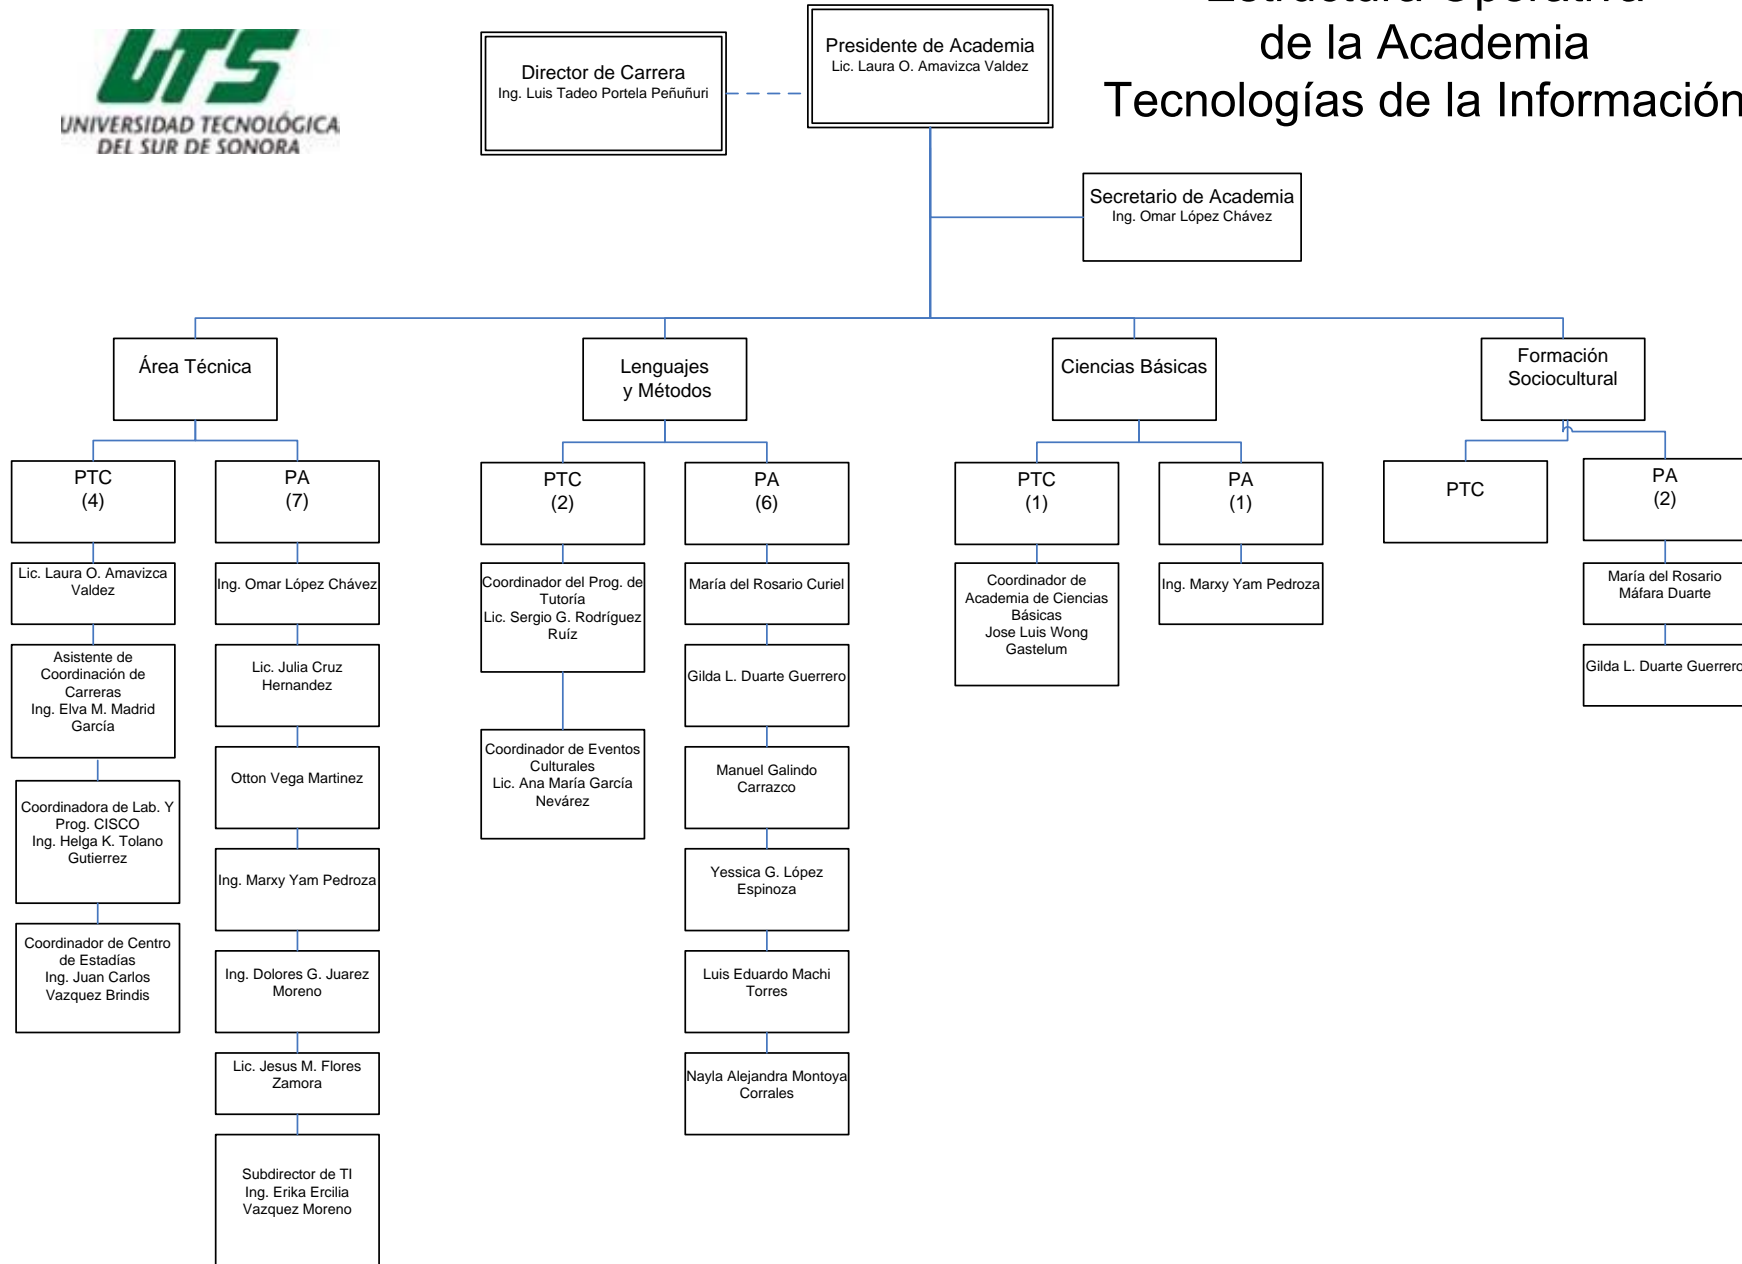 UTS
UNIVERSIDAD TECNOLÓGICA
DEL SUR DE SONORA
Estructura Operativa
de la Academia
Tecnologías de la Información
Director de Carrera
Ing. Luis Tadeo Portela Peñuñuri
Presidente de Academia
Lic. Laura O. Amavizca Valdez
Secretario de Academia
Ing. Omar López Chávez
Área Técnica
PTC
(4)
Lic. Laura O. Amavizca
Valdez
Asistente de
Coordinación de
Carreras
Ing. Elva M. Madrid
García
Coordinadora de Lab. Y
Prog. CISCO
Ing. Helga K. Tolano
Gutierrez
Coordinador de Centro
de Estadías
Ing. Juan Carlos
Vazquez Brindis
PA
(7)
Ing. Omar López Chávez
Lic. Julia Cruz
Hernandez
Otton Vega Martinez
Ing. Marxy Yam Pedroza
Ing. Dolores G. Juarez
Moreno
Lic. Jesus M. Flores
Zamora
Subdirector de TI
Ing. Erika Ercilia
Vazquez Moreno
Lenguajes
y Métodos
PTC
(2)
Coordinador del Prog. de
Tutoría
Lic. Sergio G. Rodríguez
Ruíz
Coordinador de Eventos
Culturales
Lic. Ana María García
Nevárez
PA
(6)
María del Rosario Curiel
Gilda L. Duarte Guerrero
Manuel Galindo
Carrazco
Yessica G. López
Espinoza
Luis Eduardo Machi
Torres
Nayla Alejandra Montoya
Corrales
Ciencias Básicas
PTC
(1)
Coordinador de
Academia de Ciencias
Básicas
Jose Luis Wong
Gastelum
PA
(1)
Ing. Marxy Yam Pedroza
Formación
Sociocultural
PTC
PA
(2)
María del Rosario
Máfara Duarte
Gilda L. Duarte Guerrero